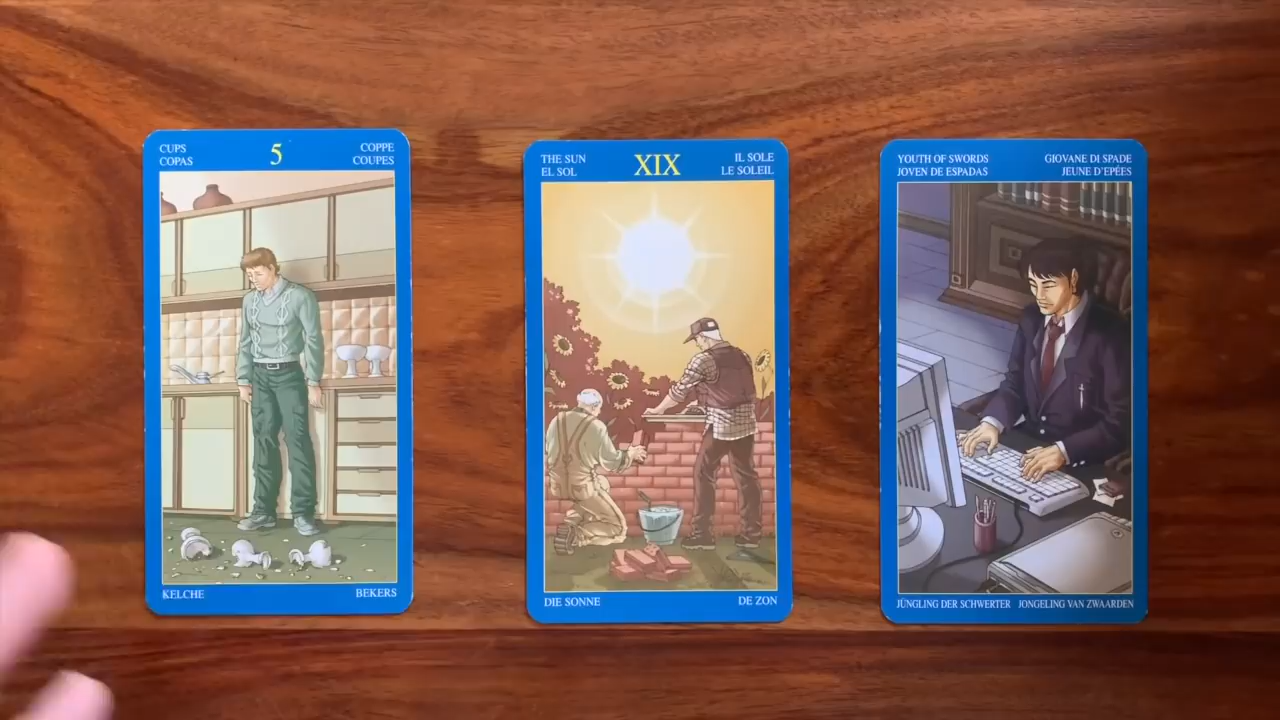 CUPS
COPAS
5
COPPE
COUPES
KELCHE
BEKERS
THE SUN
EL SOL
XIX
IL SOLE
LE SOLEIL
DIE SONNE
DE ZON
YOUTH OF SWORDS
JOVEN DE ESPADAS
GIOVANE DI SPADE
JEUNE D'EPÉES
JÜNGLING DER SCHWERTER
JONGELING VAN ZWAARDEN